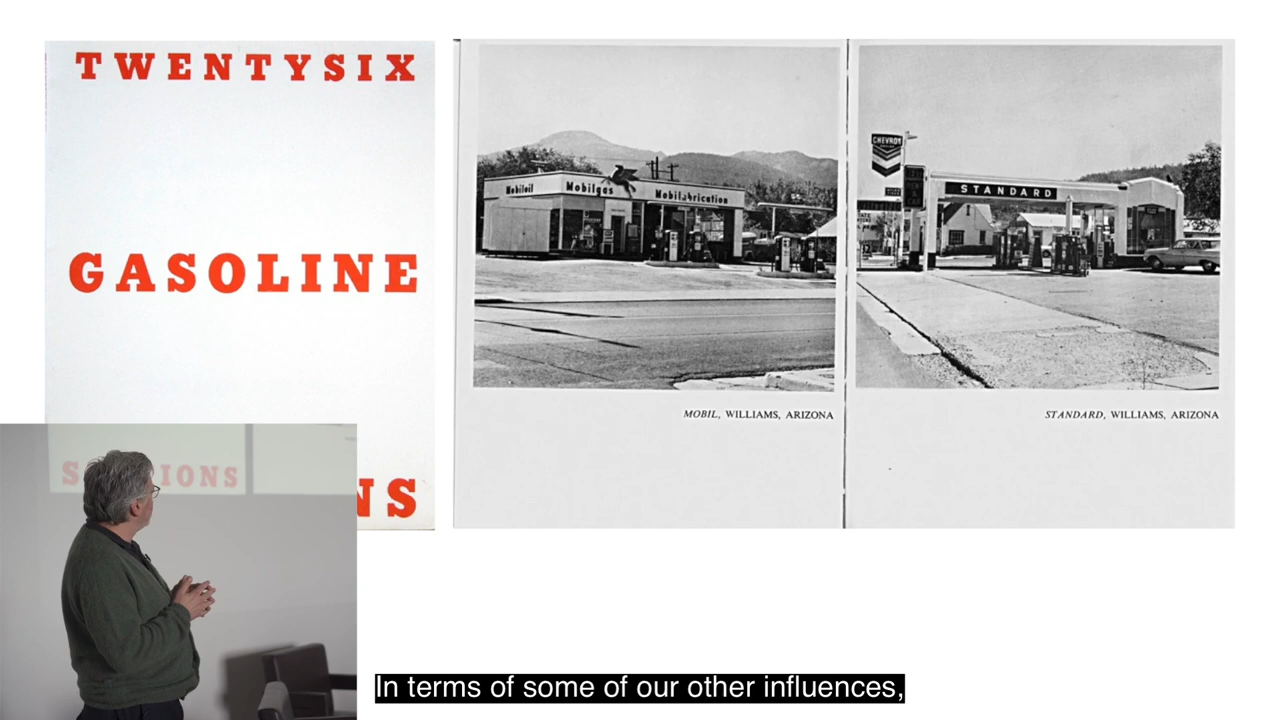 TWENTYSIX
GASOLINE
NS
Mobiloil
Mobilgas
Mobilubrication
CHEVRON
STANDARD
MOBIL, WILLIAMS, ARIZONA
STANDARD, WILLIAMS, ARIZONA
IONS
In terms of some of our other influences,